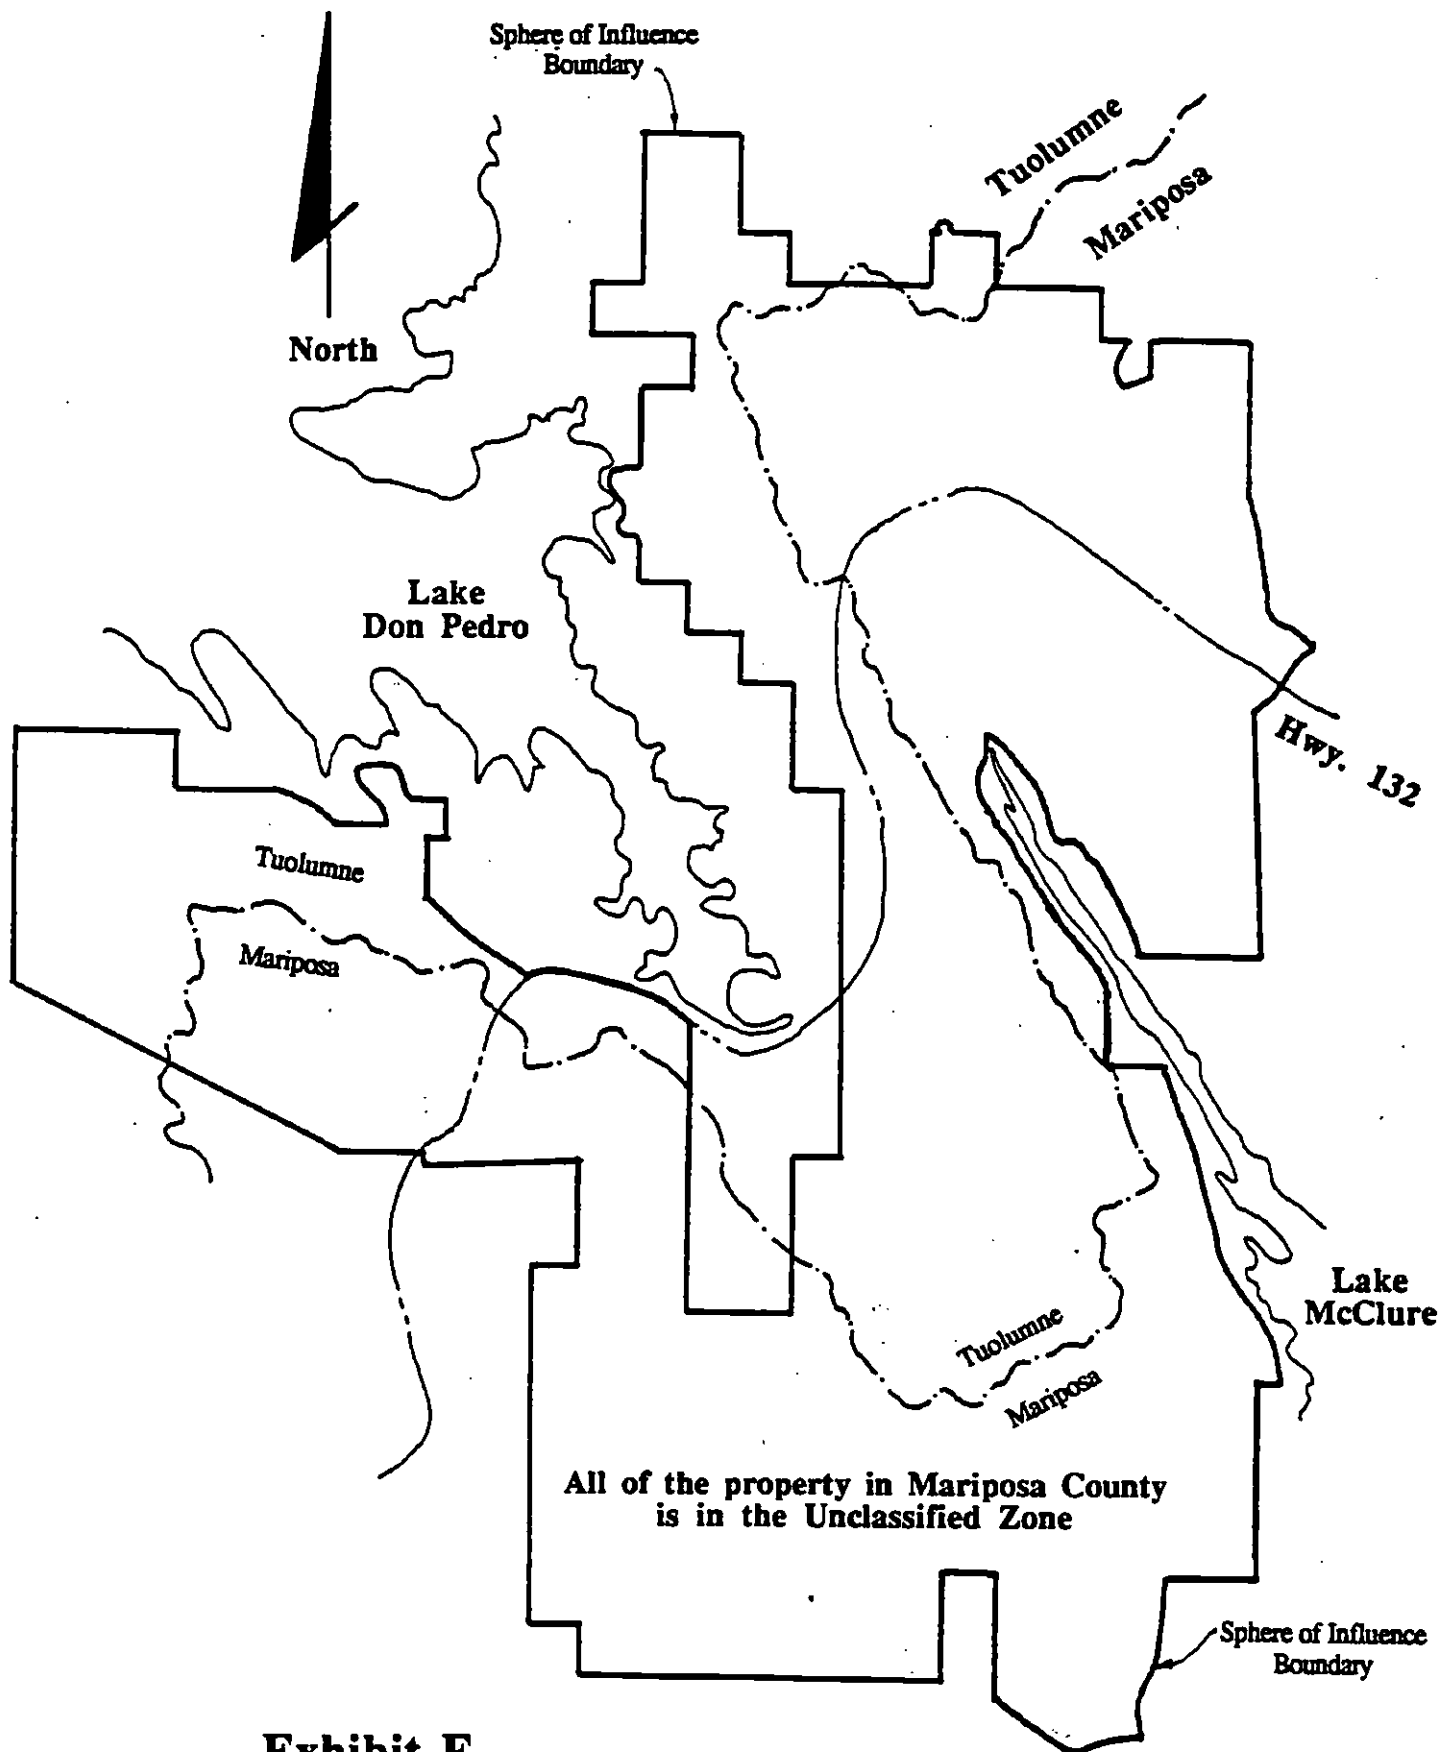 Sphere of Influence
Boundary
Tuolumne
Mariposa
North
Lake
Don Pedro
Hwy. 132
Tuolumne
Mariposa
Lake
McClure
Tuolumne
Mariposa
All of the property in Mariposa County
is in the Unclassified Zone
Sphere of Influence
Boundary